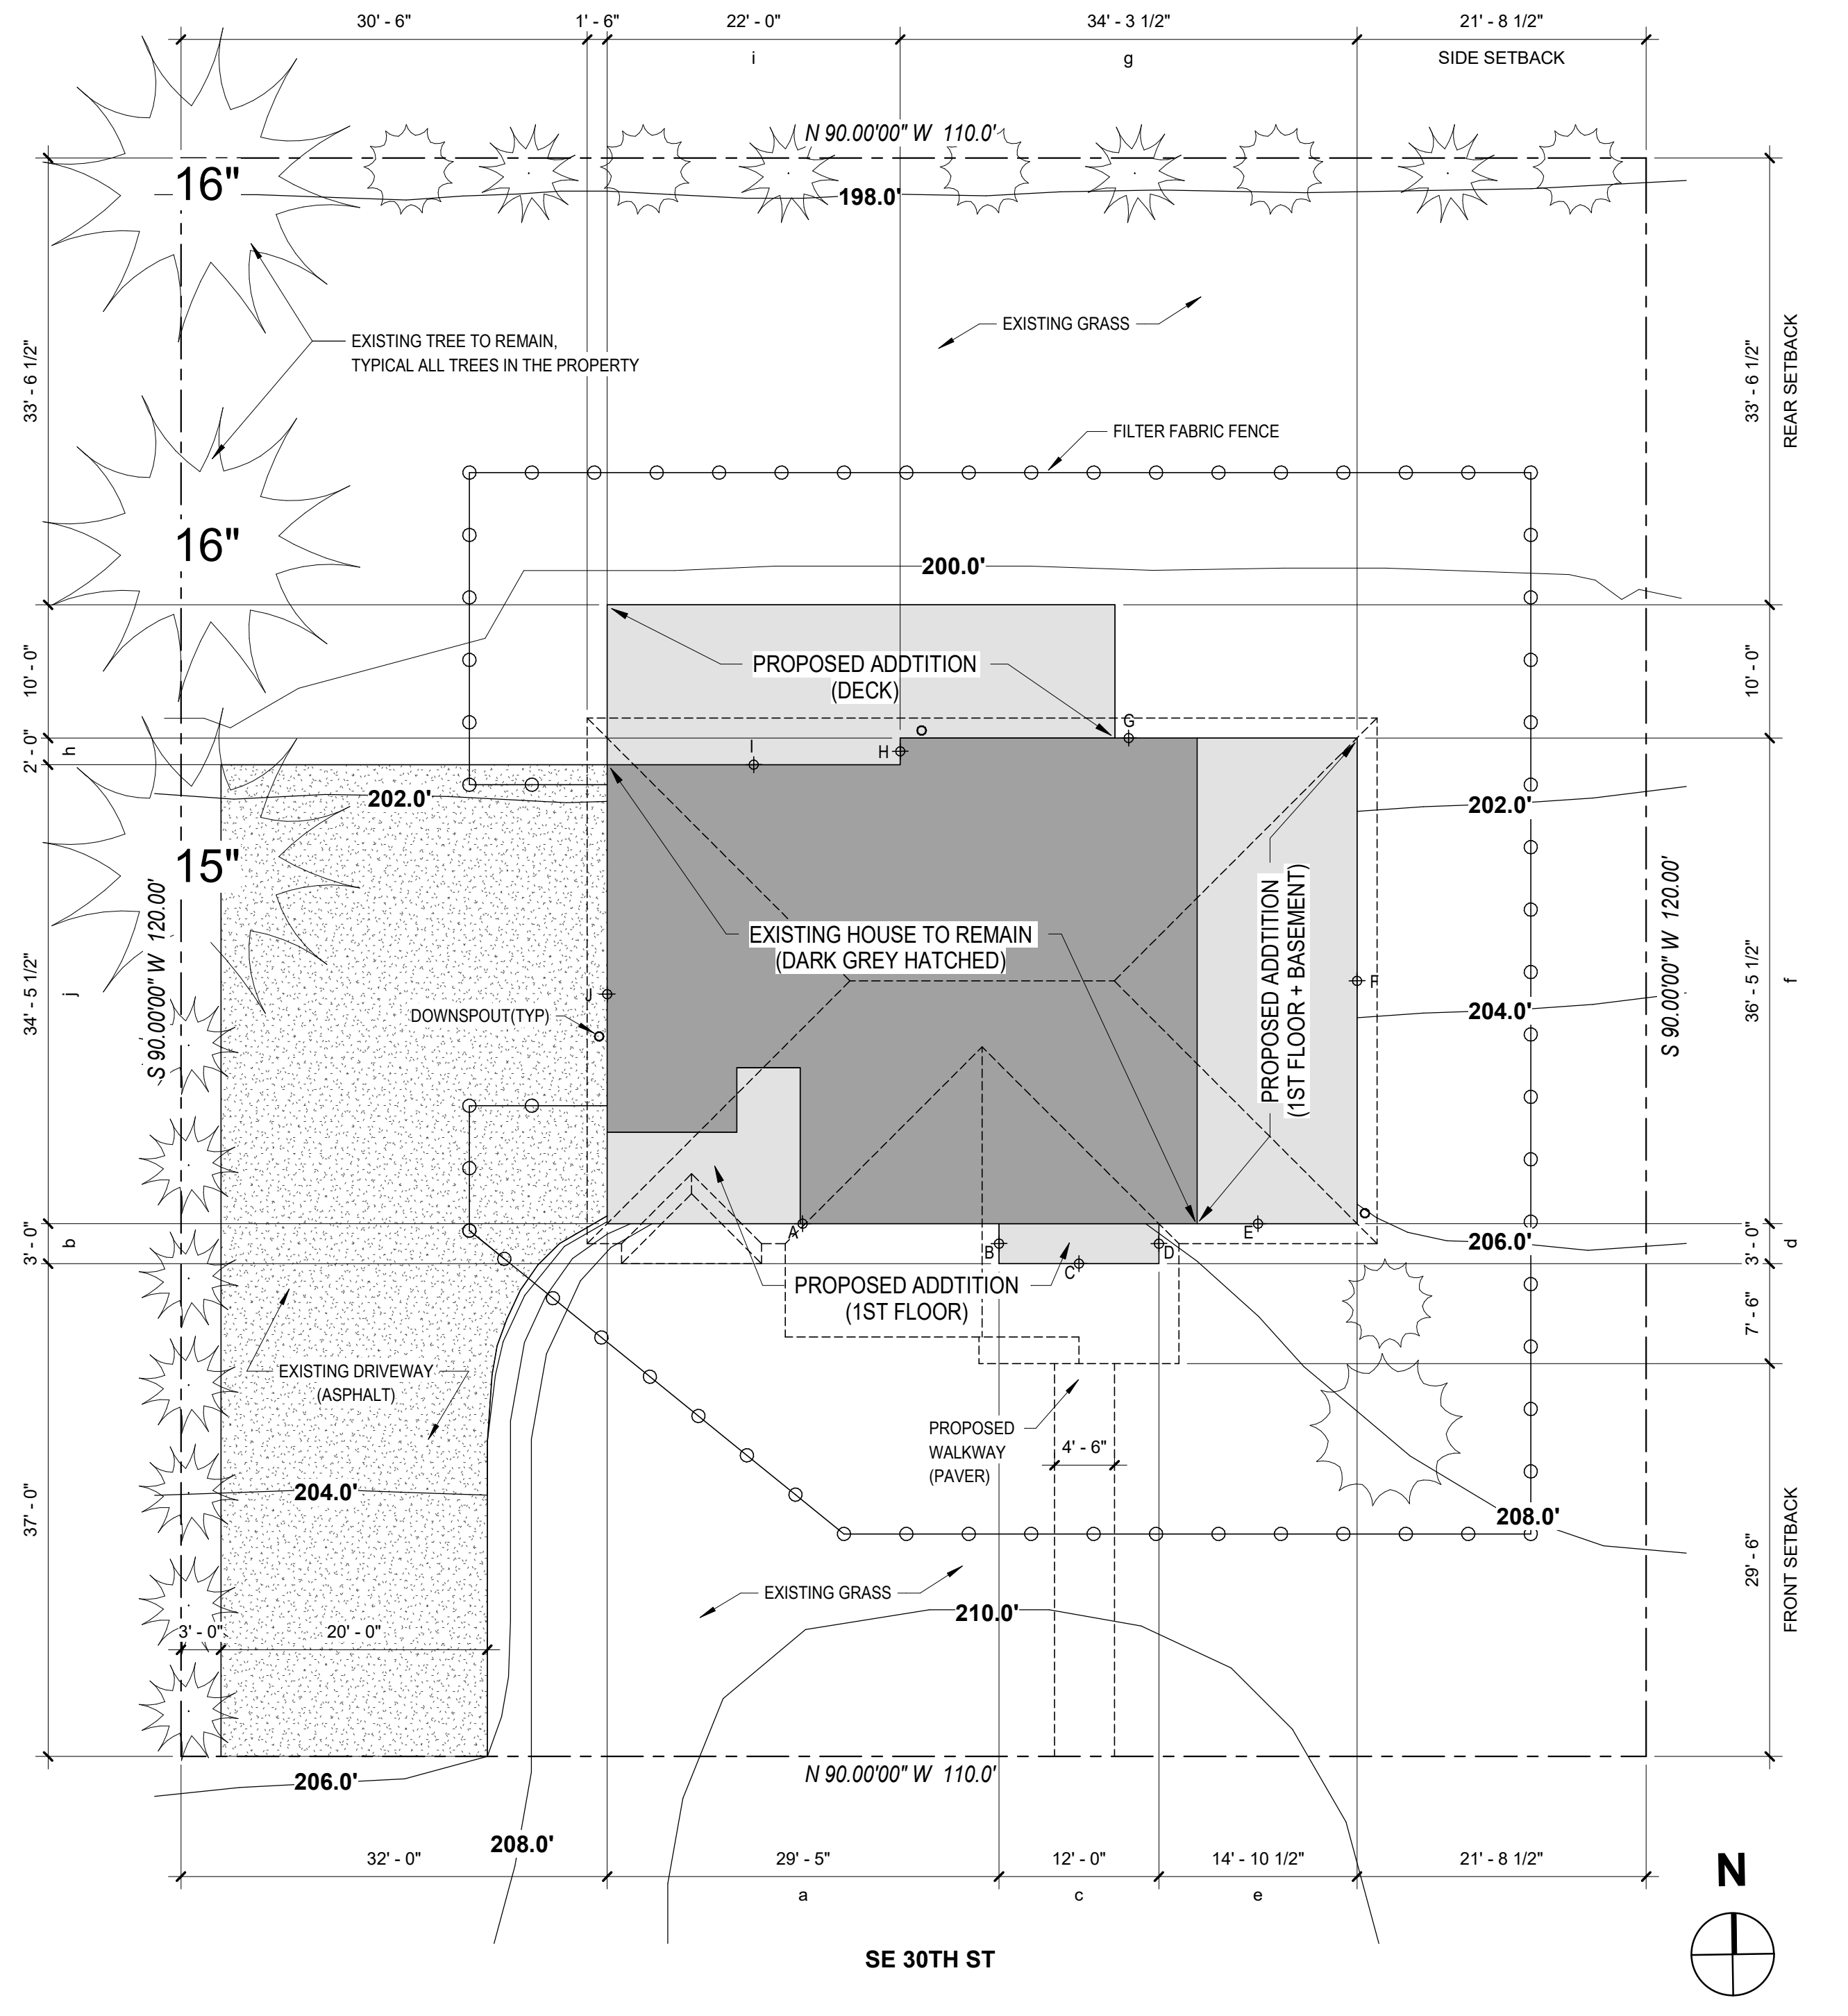 30' - 6"
1' - 6"
22' - 0"
34' - 3 1/2"
21' - 8 1/2"
i
g
SIDE SETBACK
N 90.00'00" W 110.0'
16"
198.0'
EXISTING GRASS
EXISTING TREE TO REMAIN,
TYPICAL ALL TREES IN THE PROPERTY
33' - 6 1/2"
33' - 6 1/2"
REAR SETBACK
FILTER FABRIC FENCE
16"
200.0'
10' - 0"
PROPOSED ADDTITION
(DECK)
10' - 0"
G
I
H
2' - 0"
h
202.0'
202.0'
15"
S 90.00'00" W 120.00'
S 90.00'00" W 120.00'
EXISTING HOUSE TO REMAIN
(DARK GREY HATCHED)
PROPOSED ADDTITION
(1ST FLOOR + BASEMENT)
34' - 5 1/2"
j
J
F
36' - 5 1/2"
f
DOWNSPOUT(TYP)
204.0'
3' - 0"
b
A
B
C
D
E
206.0'
3' - 0"
d
PROPOSED ADDTITION
(1ST FLOOR)
7' - 6"
EXISTING DRIVEWAY
(ASPHALT)
PROPOSED
WALKWAY
(PAVER)
4' - 6"
204.0'
37' - 0"
208.0'
29' - 6"
FRONT SETBACK
EXISTING GRASS
210.0'
3' - 0"
20' - 0"
206.0'
N 90.00'00" W 110.0'
208.0'
32' - 0"
29' - 5"
12' - 0"
14' - 10 1/2"
21' - 8 1/2"
a
c
e
N
SE 30TH ST